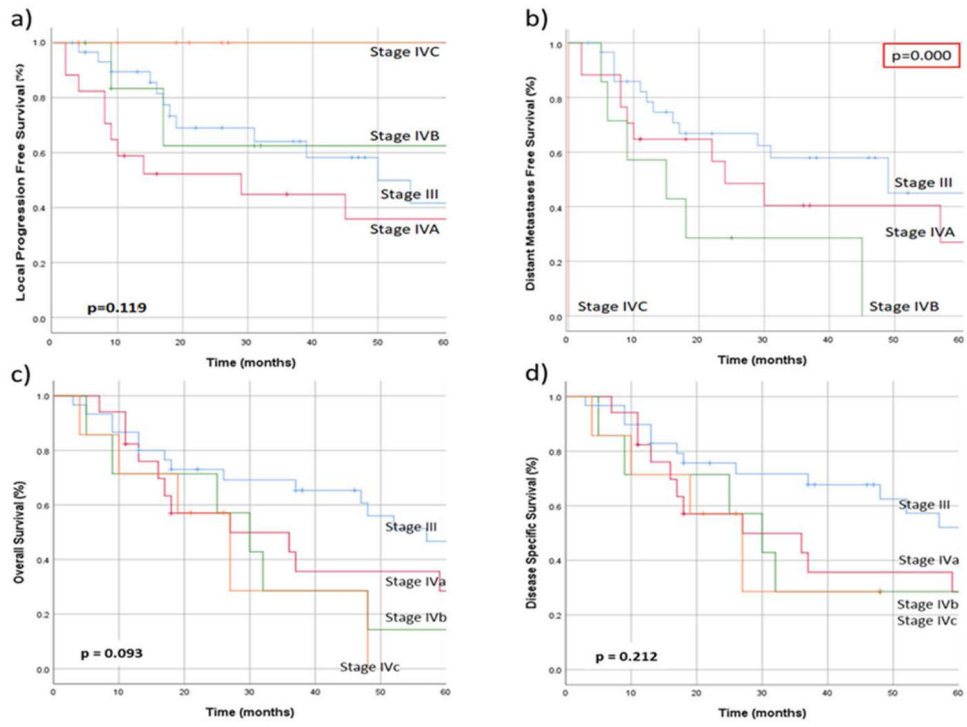 a)
Local Progression Free Survival (%)
1.0
0.8
0.6
0.4
0.2
0.0
Stage IVC
Stage IVB
Stage III
Stage IVA
p=0.119
0
10
20
30
40
50
60
Time (months)
b)
Distant Metastases Free Survival (%)
1.0
0.8
0.6
0.4
0.2
0.0
p=0.000
Stage III
Stage IVA
Stage IVC
Stage IVB
0
10
20
30
40
50
60
Time (months)
c)
Overall Survival (%)
1.0
0.8
0.6
0.4
0.2
0.0
Stage III
Stage IVa
Stage IVb
p = 0.093
Stage IVc
0
10
20
30
40
50
60
Time (months)
d)
Disease Specific Survival (%)
1.0
0.8
0.6
0.4
0.2
0.0
Stage III
Stage IVa
Stage IVb
Stage IVc
p = 0.212
0
10
20
30
40
50
60
Time (months)